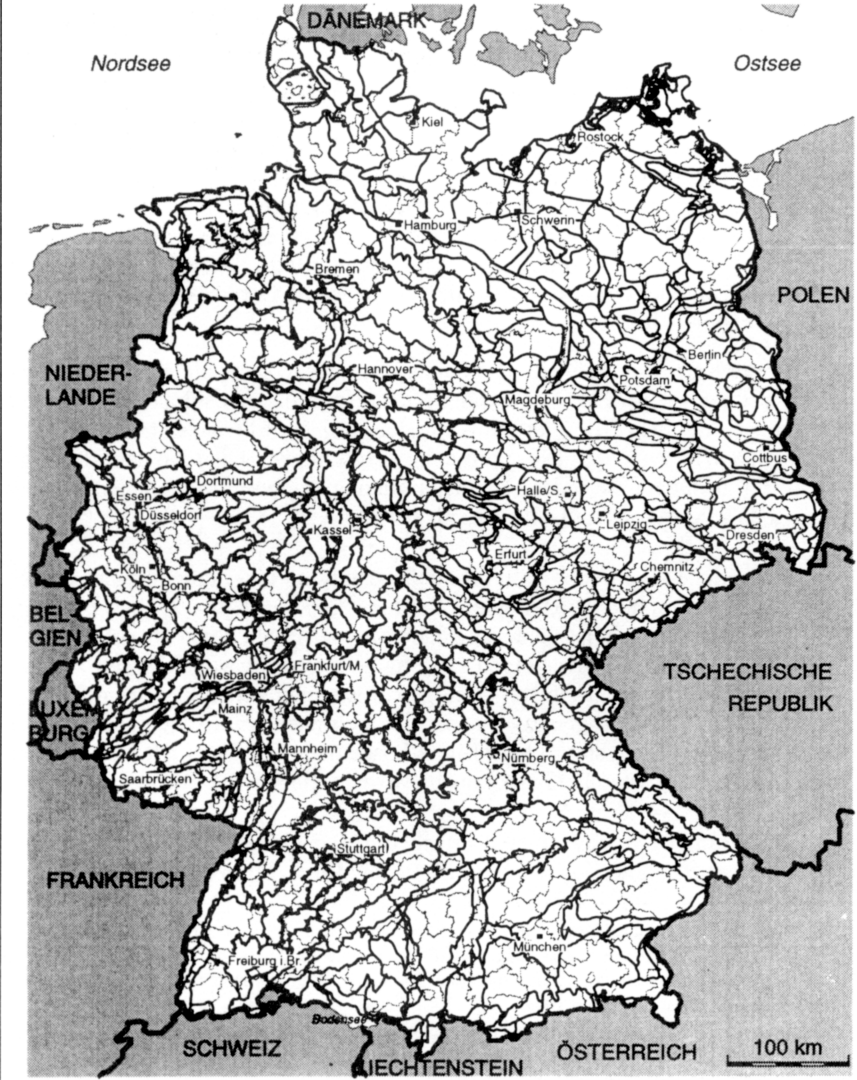 DÄNEMARK
Nordsee
Ostsee
Kiel
Rostock
Hamburg
Schwerin
Bremen
POLEN
Berlin
Hannover
Potsdam
NIEDER-
LANDE
Magdeburg
Cottbus
Dortmund
Essen
Halle/S.
Düsseldorf
Leipzig
Kassel
Dresden
Erfurt
Köln
Chemnitz
Bonn
BEL-
GIEN
Frankfurt/M.
TSCHECHISCHE
REPUBLIK
Wiesbaden
Mainz
LUXEM-
BURG
Mannheim
Nürnberg
Saarbrücken
Stuttgart
FRANKREICH
München
Freiburg i.Br.
Bodensee
SCHWEIZ
ÖSTERREICH
100 km
LIECHTENSTEIN